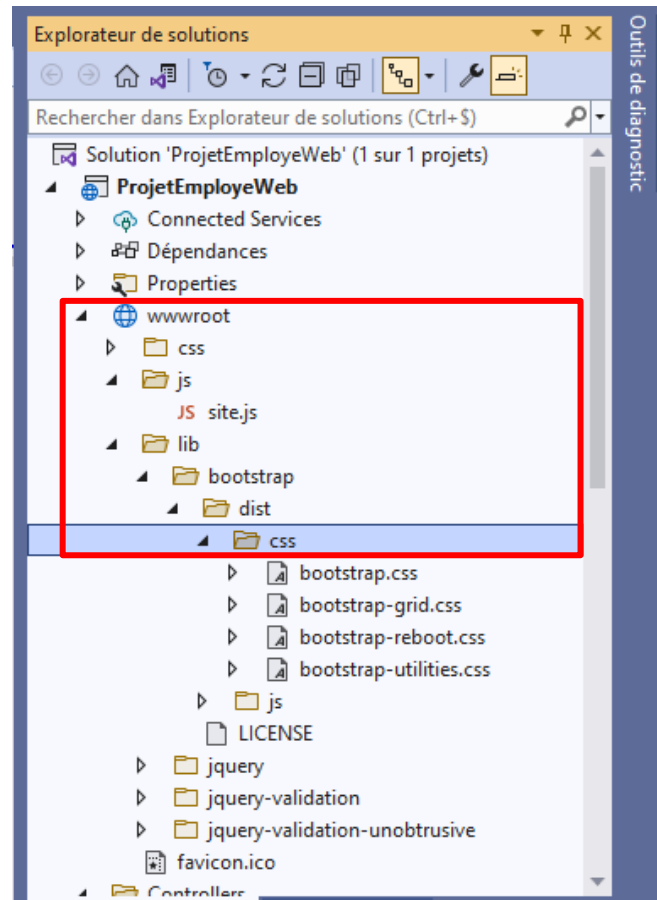 Explorateur de solutions
Rechercher dans Explorateur de solutions (Ctrl+$)
Solution 'ProjetEmployeWeb' (1 sur 1 projets)
ProjetEmployeWeb
Connected Services
Dépendances
Properties
wwwroot
css
js
JS site.js
lib
bootstrap
dist
css
bootstrap.css
bootstrap-grid.css
bootstrap-reboot.css
bootstrap-utilities.css
js
LICENSE
jquery
jquery-validation
jquery-validation-unobtrusive
favicon.ico
Controllers
Outils de diagnostic